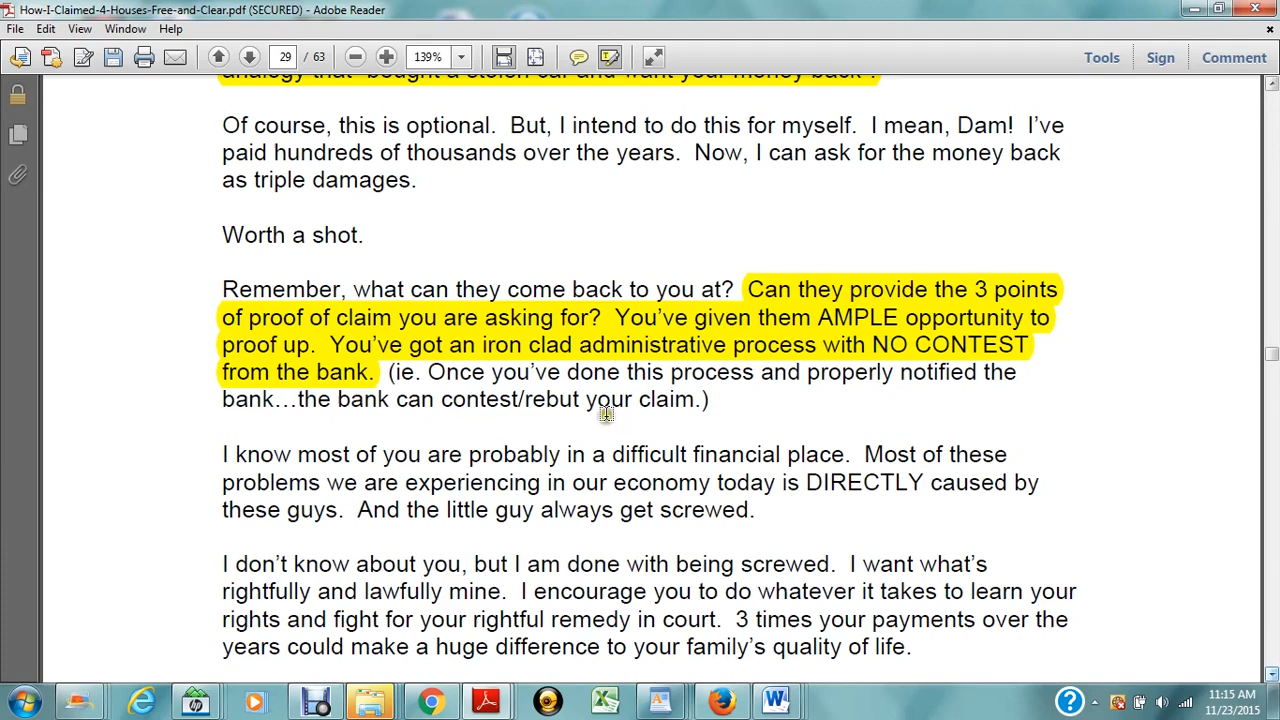 How-I-Claimed-4-Houses-Free-and-Clear.pdf (SECURED) - Adobe Reader
File Edit View Window Help
29 / 63 139% Tools Sign Comment
analogy that "bought a stolen car and want your money back".
Of course, this is optional. But, I intend to do this for myself. I mean, Dam! I've
paid hundreds of thousands over the years. Now, I can ask for the money back
as triple damages.
Worth a shot.
Remember, what can they come back to you at? Can they provide the 3 points
of proof of claim you are asking for? You've given them AMPLE opportunity to
proof up. You've got an iron clad administrative process with NO CONTEST
from the bank. (ie. Once you've done this process and properly notified the
bank…the bank can contest/rebut your claim.)
I know most of you are probably in a difficult financial place. Most of these
problems we are experiencing in our economy today is DIRECTLY caused by
these guys. And the little guy always get screwed.
I don't know about you, but I am done with being screwed. I want what's
rightfully and lawfully mine. I encourage you to do whatever it takes to learn your
rights and fight for your rightful remedy in court. 3 times your payments over the
years could make a huge difference to your family's quality of life.
11:15 AM
11/23/2015